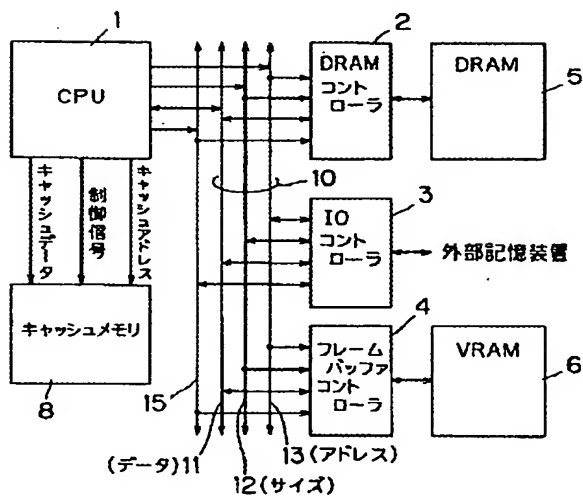 1
CPU
2
DRAM
コント
ローラ
DRAM
5
10
キャッシュデータ
制御信号
キャッシュアドレス
3
IO
コント
ローラ
外部記憶装置
キャッシュメモリ
8
4
フレーム
バッファ
コント
ローラ
VRAM
6
15
(データ)11
12(サイズ)
13(アドレス)